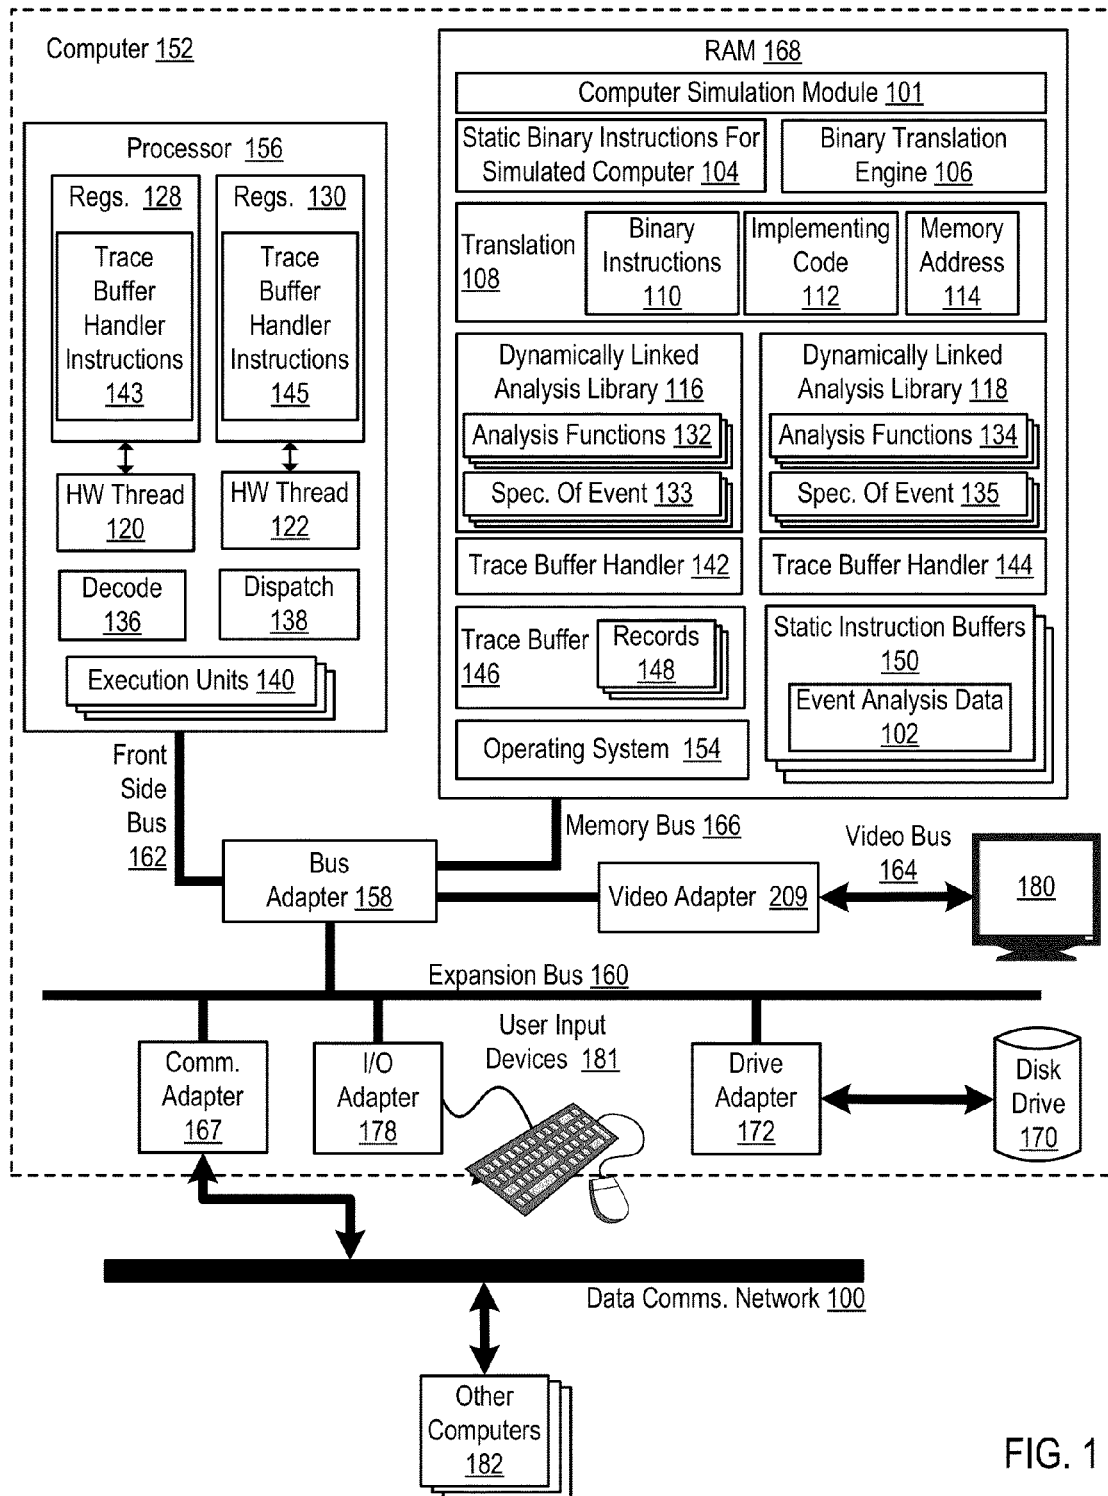 Computer 152
RAM 168
Computer Simulation Module 101
Static Binary Instructions For
Simulated Computer 104
Binary Translation
Engine 106
Translation
108
Binary
Instructions
110
Implementing
Code
112
Memory
Address
114
Dynamically Linked
Analysis Library 116
Analysis Functions 132
Spec. Of Event 133
Dynamically Linked
Analysis Library 118
Analysis Functions 134
Spec. Of Event 135
Trace Buffer Handler 142
Trace Buffer Handler 144
Trace Buffer
146
Records
148
Static Instruction Buffers
150
Event Analysis Data
102
Operating System 154
Processor 156
Regs. 128
Trace
Buffer
Handler
Instructions
143
Regs. 130
Trace
Buffer
Handler
Instructions
145
HW Thread
120
HW Thread
122
Decode
136
Dispatch
138
Execution Units 140
Front
Side
Bus
162
Memory Bus 166
Bus
Adapter 158
Video Adapter 209
Video Bus
164
180
Expansion Bus 160
Comm.
Adapter
167
I/O
Adapter
178
User Input
Devices 181
Drive
Adapter
172
Disk
Drive
170
Data Comms. Network 100
Other
Computers
182
FIG. 1